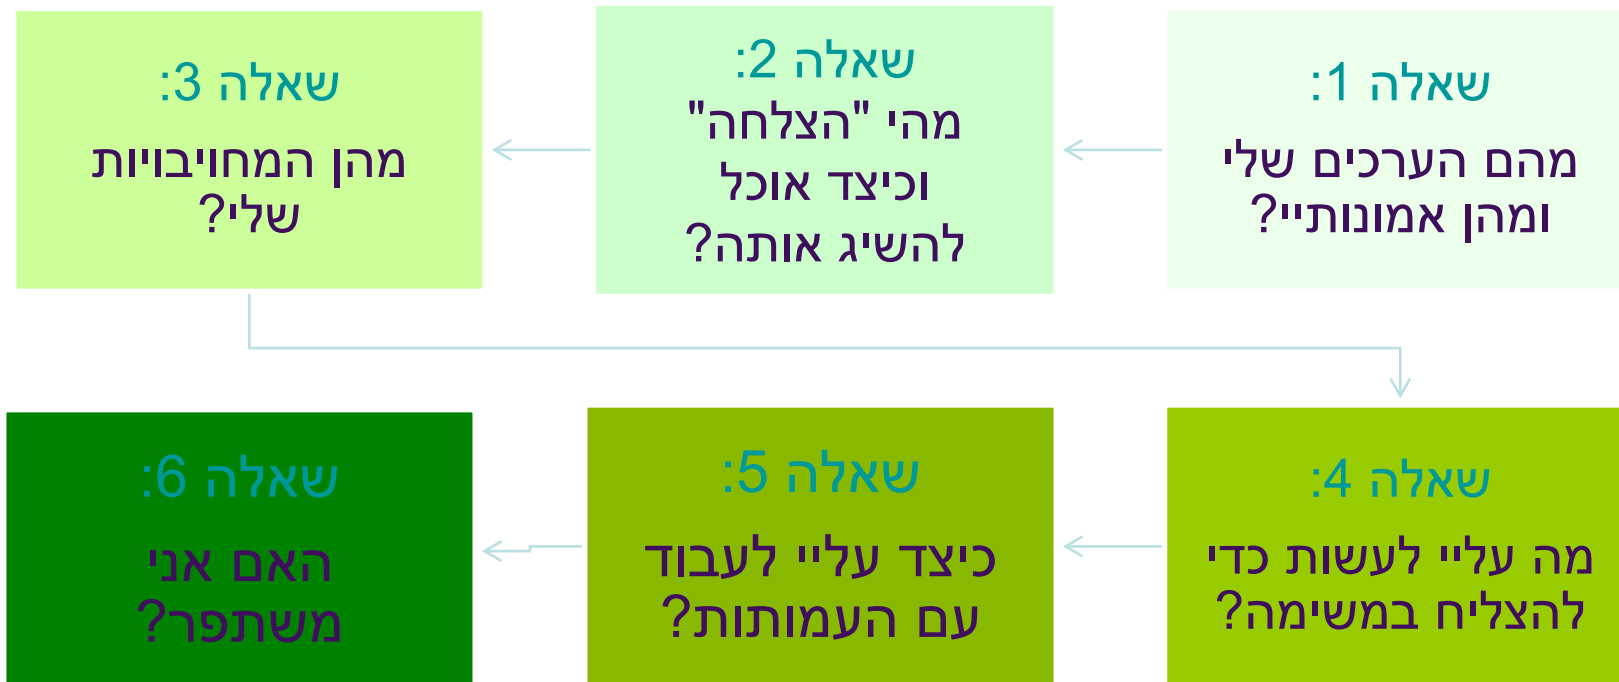 שאלה 1:
מהם הערכים שלי
ומהן אמונותיי?
שאלה 2:
מהי "הצלחה"
וכיצד אוכל
להשיג אותה?
שאלה 3:
מהן המחויבויות
שלי?
שאלה 4:
מה עליי לעשות כדי
להצליח במשימה?
שאלה 5:
כיצד עליי לעבוד
עם העמותות?
שאלה 6:
האם אני
משתפר?